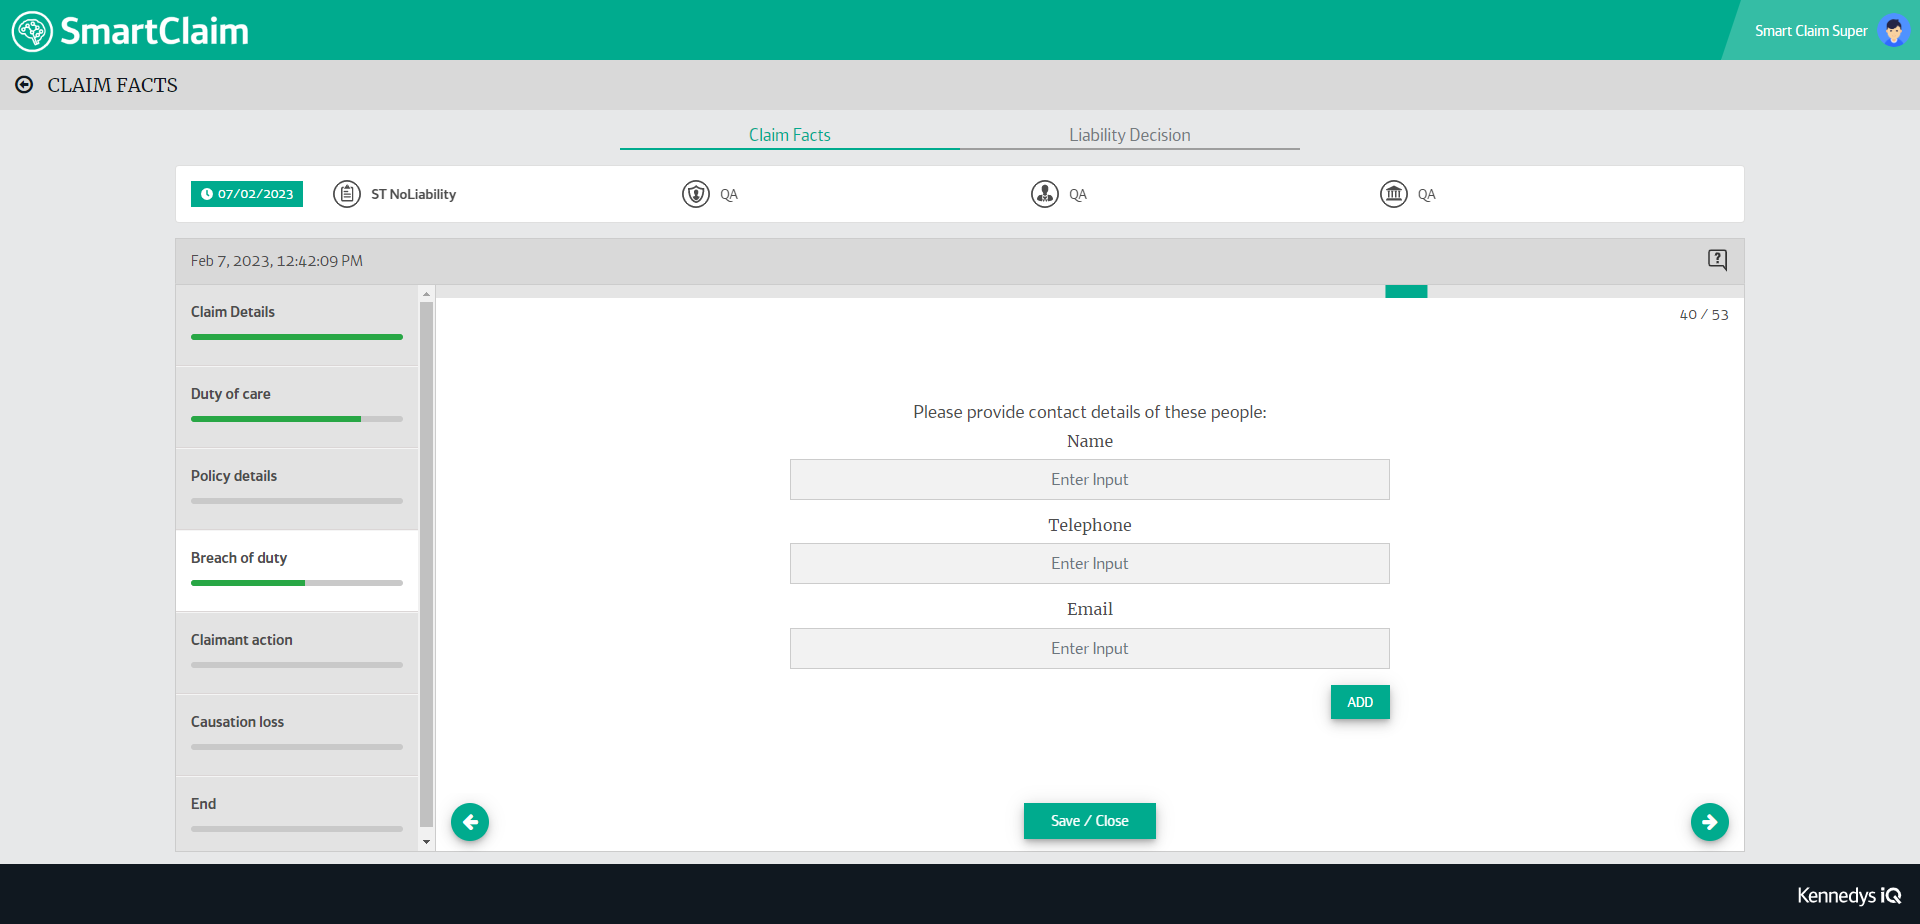 SmartClaim
Smart Claim Super
CLAIM FACTS
Claim Facts
Liability Decision
07/02/2023
ST NoLiability
QA
QA
QA
Feb 7, 2023, 12:42:09 PM
?
Claim Details
Duty of care
Policy details
Breach of duty
Claimant action
Causation loss
End
40 / 53
Please provide contact details of these people:
Name
Enter Input
Telephone
Enter Input
Email
Enter Input
ADD
Save / Close
Kennedys iQ